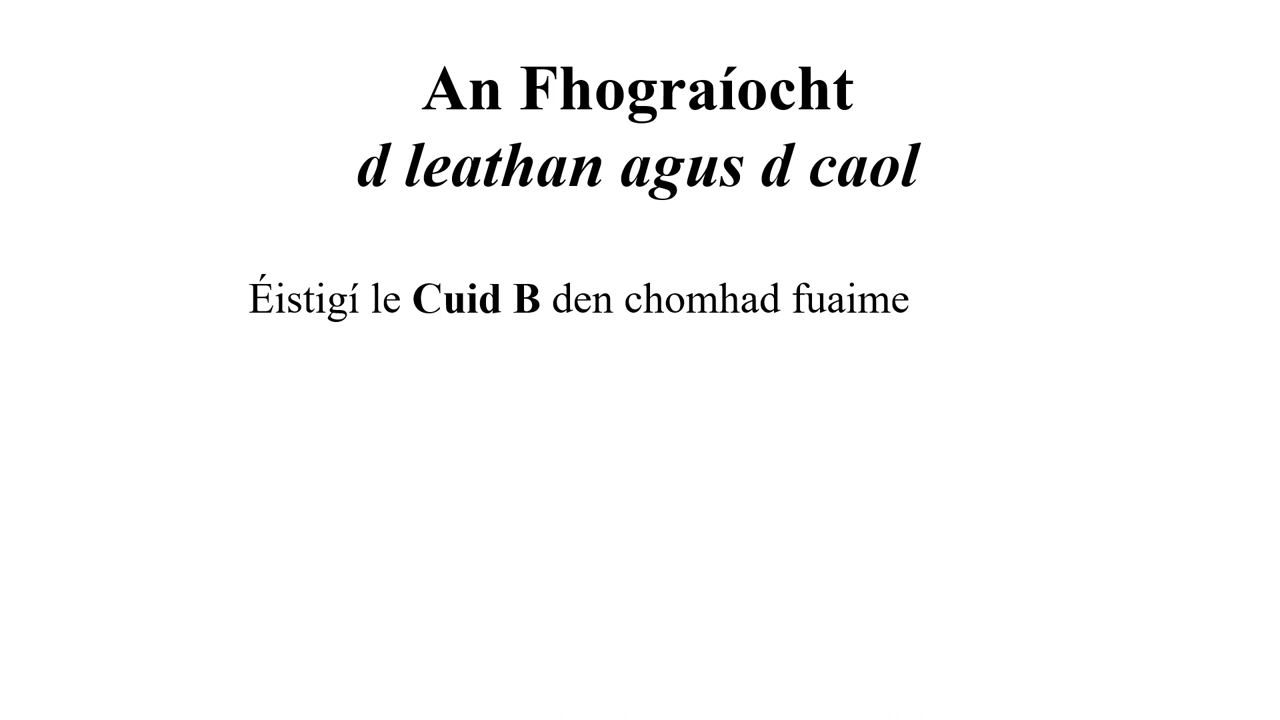 An Fhograíocht
d leathan agus d caol
Éistigí le Cuid B den chomhad fuaime